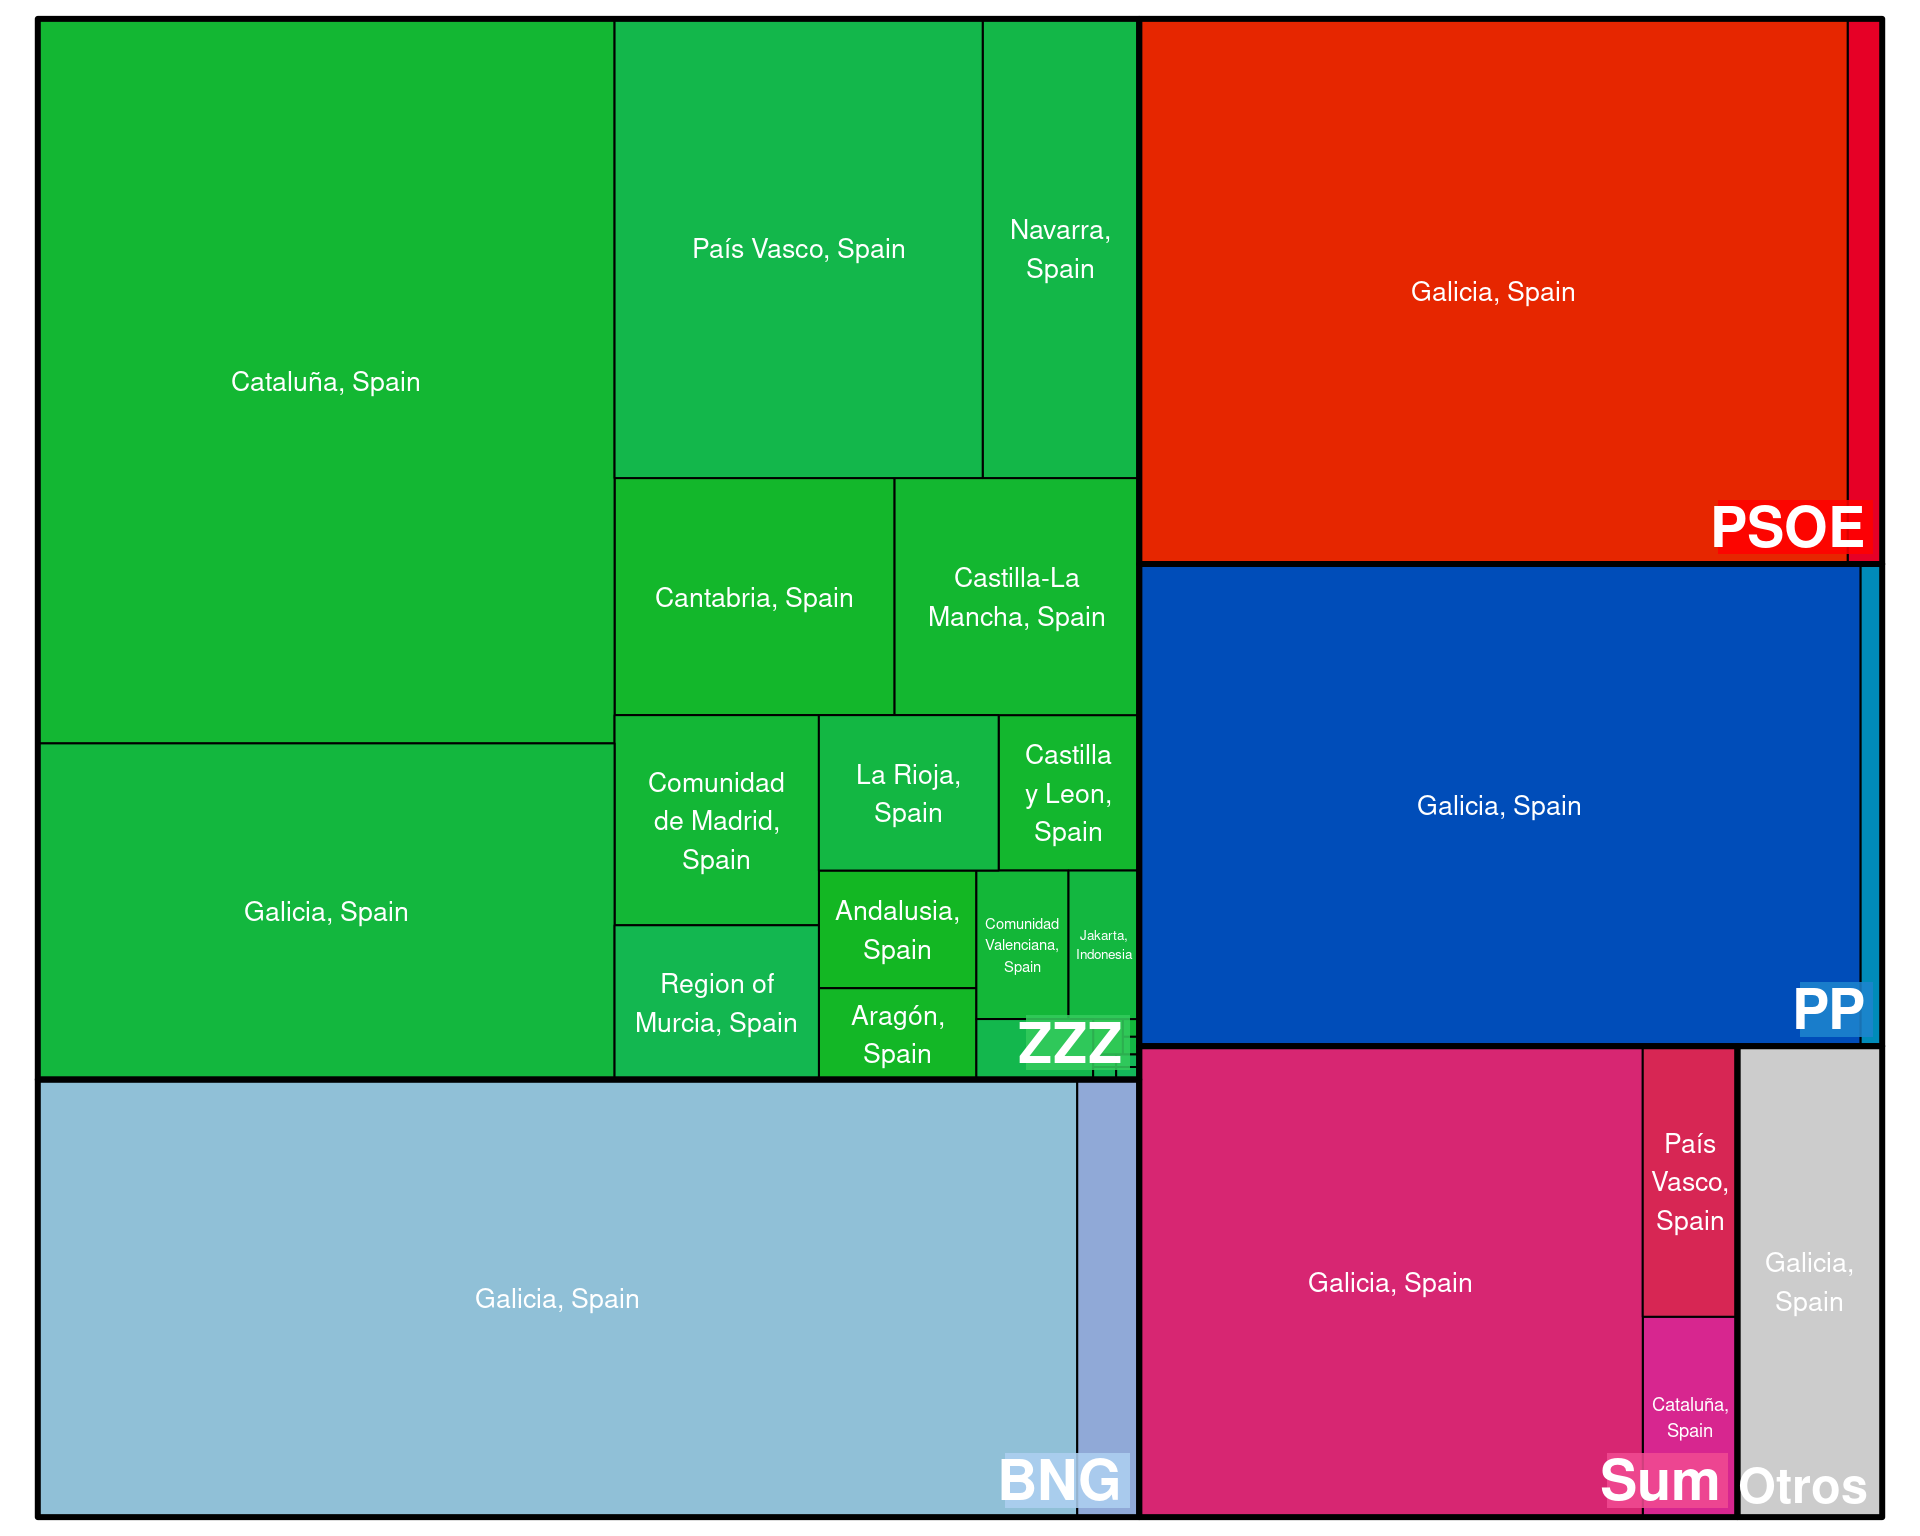 Cataluña, Spain
País Vasco, Spain
Navarra,
Spain
Cantabria, Spain
Castilla-La
Mancha, Spain
Galicia, Spain
Comunidad
de Madrid,
Spain
La Rioja,
Spain
Castilla
y Leon,
Spain
Region of
Murcia, Spain
Andalusia,
Spain
Aragón,
Spain
Comunidad
Valenciana,
Spain
Jakarta,
Indonesia
ZZZ
Galicia, Spain
BNG
Galicia, Spain
PSOE
Galicia, Spain
PP
Galicia, Spain
País
Vasco,
Spain
Cataluña,
Spain
Sum
Galicia,
Spain
Otros